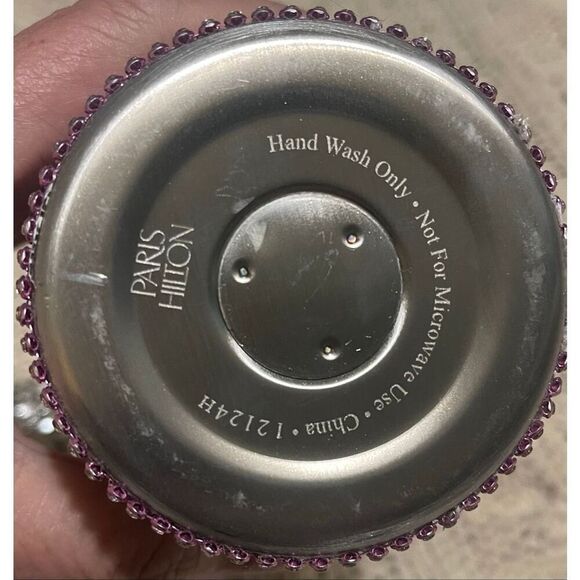 PARIS
HILTON
Hand Wash Only • Not For Microwave Use • China • 12124H